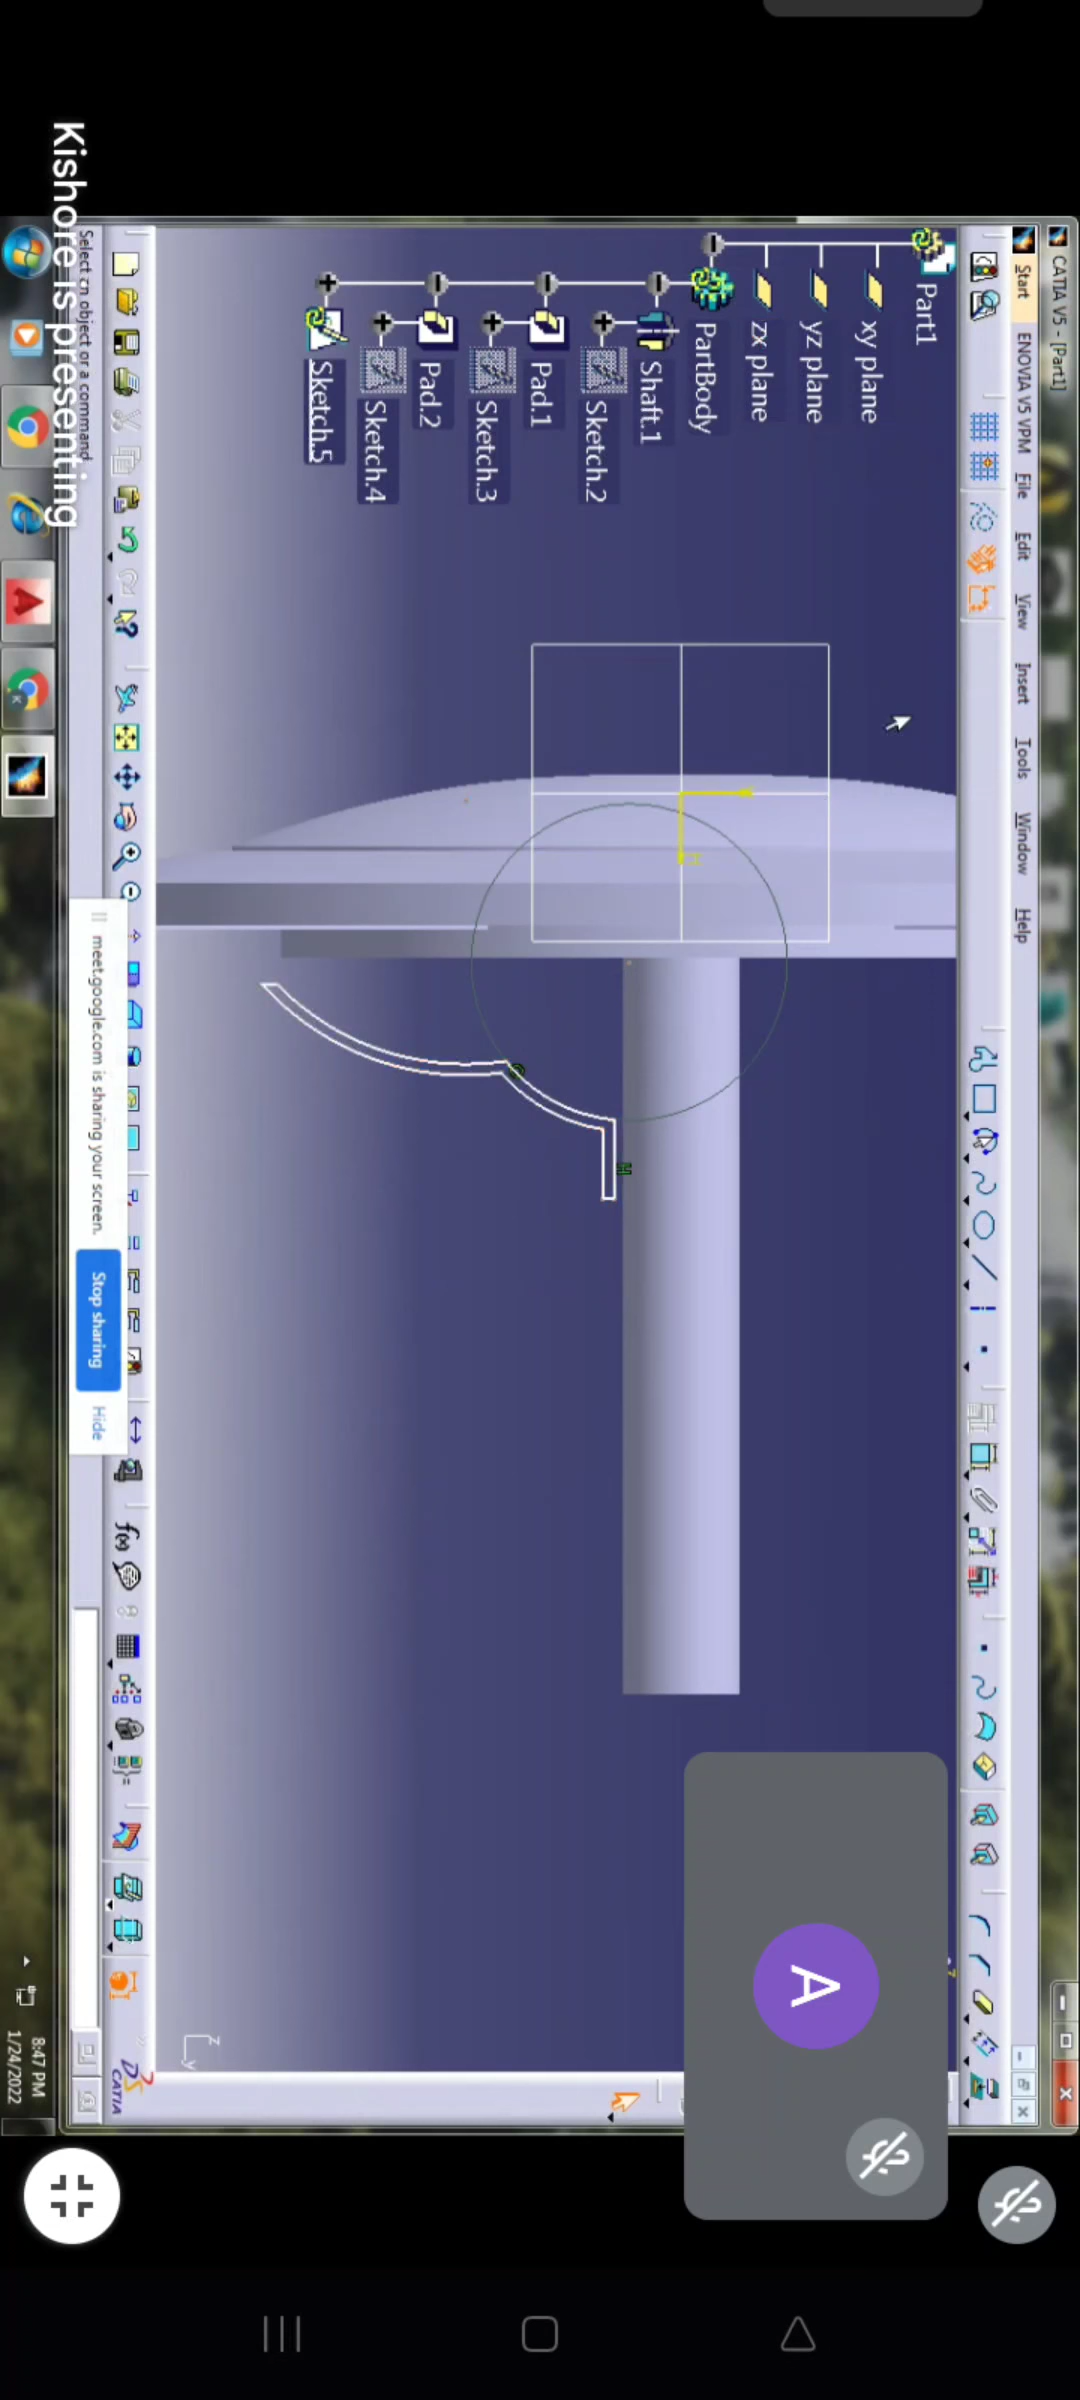 CATIA V5 - [Part1]
Start ENOVIA V5 VPM File Edit View Insert Tools Window Help
Part1
xy plane
yz plane
zx plane
PartBody
Shaft.1
Sketch.2
Pad.1
Sketch.3
Pad.2
Sketch.4
Sketch.5
H
H
A
z
y
f(x)
meet.google.com is sharing your screen.
Stop sharing
Hide
Select an object or a command
CATIA
Kishore is presenting
K
8:47 PM
1/24/2022